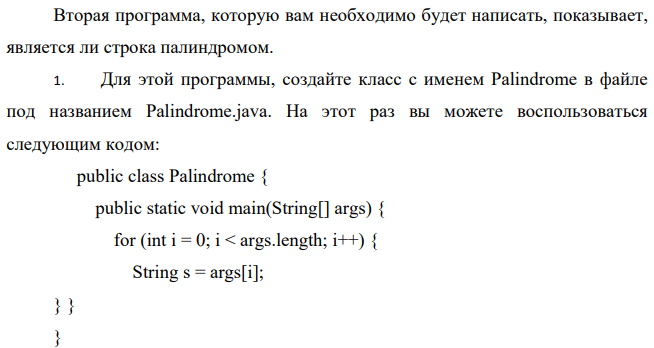 Вторая программа, которую вам необходимо будет написать, показывает,
является ли строка палиндромом.
1. Для этой программы, создайте класс с именем Palindrome в файле
под названием Palindrome.java. На этот раз вы можете воспользоваться
следующим кодом:
public class Palindrome {
public static void main(String[] args) {
for (int i = 0; i < args.length; i++) {
String s = args[i];
} }
}